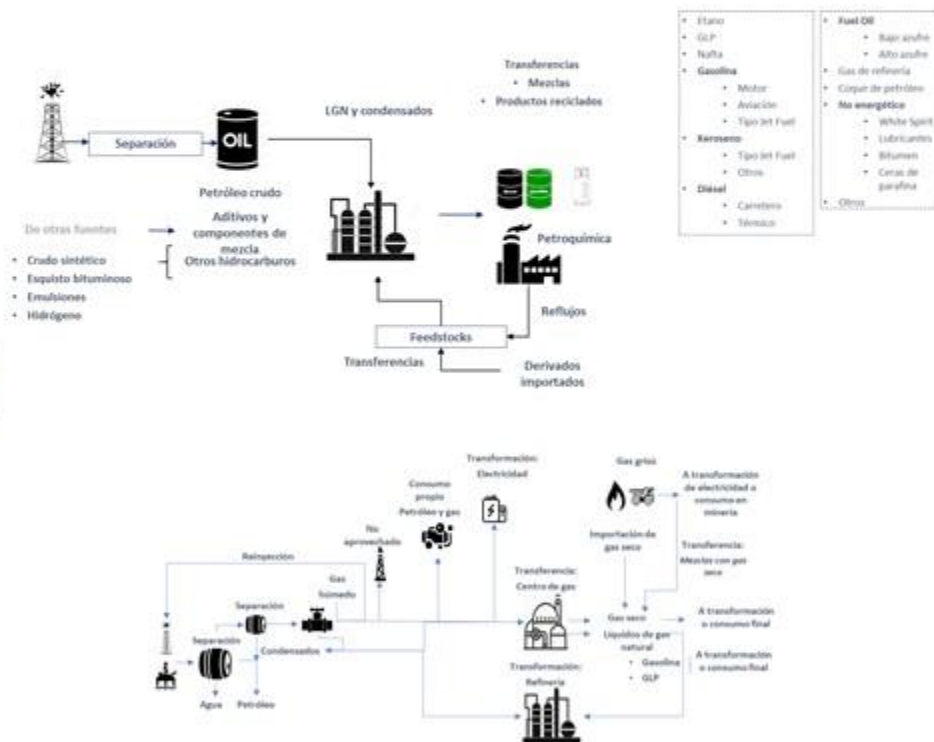 Transferencias
• Mezclas
• Productos reciclados
LGN y condensados
Separación
OIL
Petróleo crudo
De otras fuentes
Aditivos y
componentes de
mezcla
Otros hidrocarburos
• Crudo sintético
• Esquisto bituminoso
• Emulsiones
• Hidrógeno
Petroquímica
Reflujos
Feedstocks
Transferencias
Derivados
importados
• Etano
• GLP
• Nafta
• Gasolina
• Motor
• Aviación
• Tipo Jet Fuel
• Keroseno
• Tipo Jet Fuel
• Otros
• Diésel
• Carretero
• Térmico
• Fuel Oil
• Bajo azufre
• Alto azufre
• Gas de refinería
• Coque de petróleo
• No energético
• White Spirit
• Lubricantes
• Bitumen
• Ceras de
parafina
• Otros
Transformación:
Electricidad
Gas grisú
A transformación
de electricidad o
consumo en
minería
Consumo
propio
Petróleo y gas
No
aprovechado
Importación de
gas seco
Transferencia:
Mezclas con gas
seco
Reinyección
Gas
húmedo
Transferencia:
Centro de gas
Separación
Separación
Gas seco
A transformación
o consumo final
Condensados
Líquidos de gas
natural
• Gasolina
• GLP
A transformación
o consumo final
Transformación:
Refinería
Agua
Petróleo